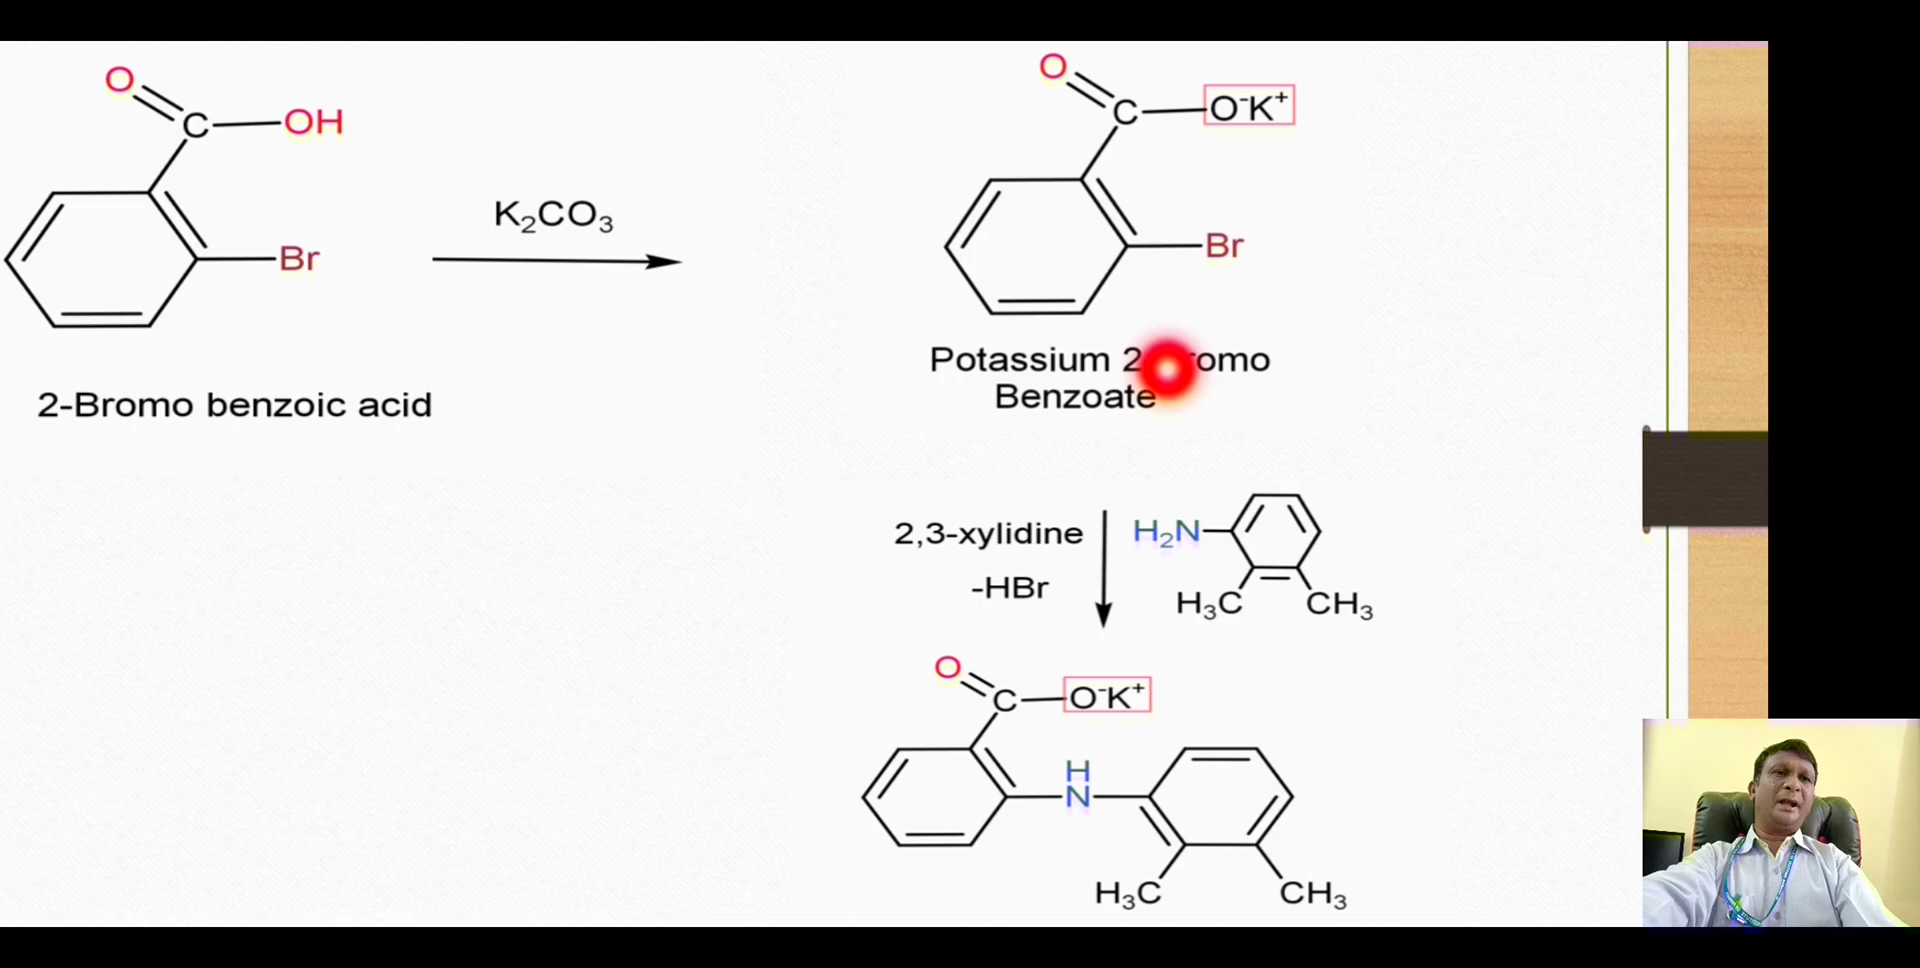 O
C
OH
Br
2-Bromo benzoic acid
K₂CO₃
O
C
O⁻K⁺
Br
Potassium 2 romo
Benzoate
2,3-xylidine
-HBr
H₂N
H₃C
CH₃
O
C
O⁻K⁺
H
N
H₃C
CH₃